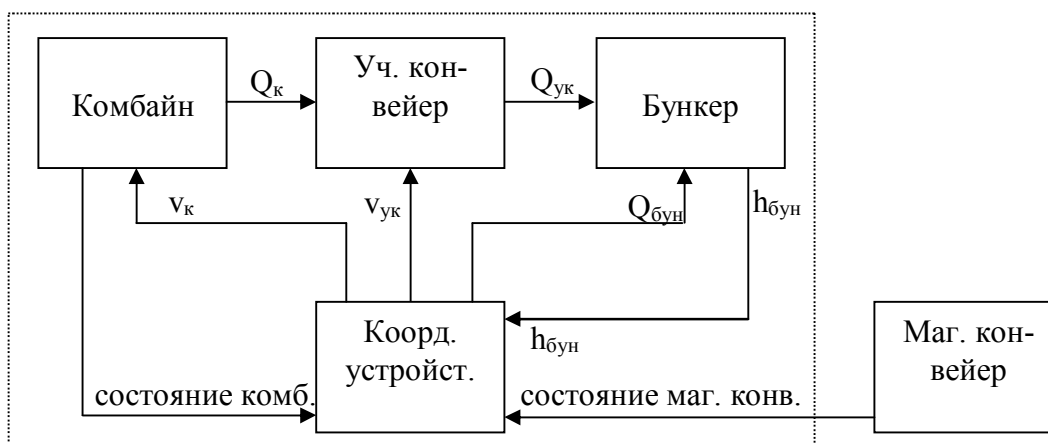 Комбайн
Qк
Уч. кон-
вейер
Qук
Бункер
vк
vук
Qбун
hбун
Коорд.
устройст.
hбун
Маг. кон-
вейер
состояние комб.
состояние маг. конв.